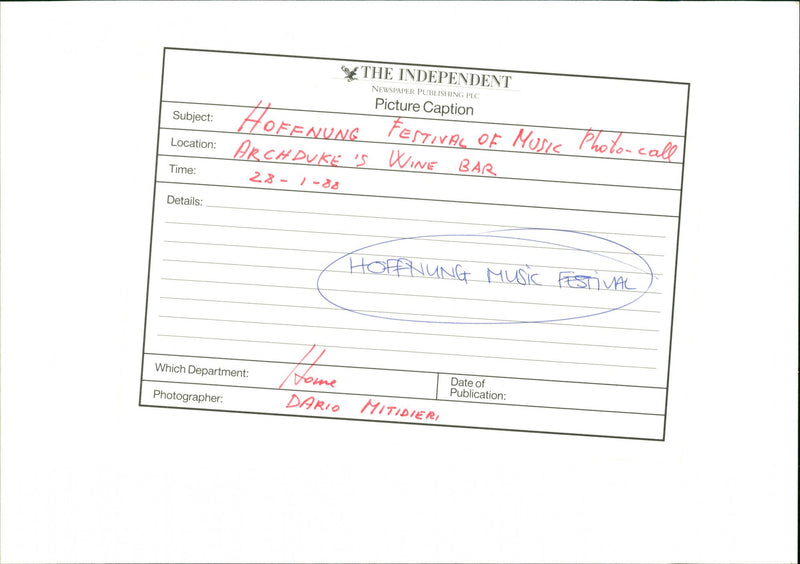 THE INDEPENDENT
NEWSPAPER PUBLISHING PLC
Picture Caption
Subject: HOFFNUNG FESTIVAL OF MUSIC Photo-call
Location: ARCHDUKE'S WINE BAR
Time: 28-1-88
Details:
HOFFNUNG MUSIC FESTIVAL
Which Department: Home
Date of
Publication:
Photographer: DARIO MITIDIERI